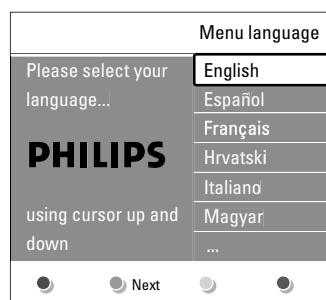 Menu language
Please select your
language...
PHILIPS
using cursor up and
down
English
Español
Français
Hrvatski
Italiano
Magyar
...
Next